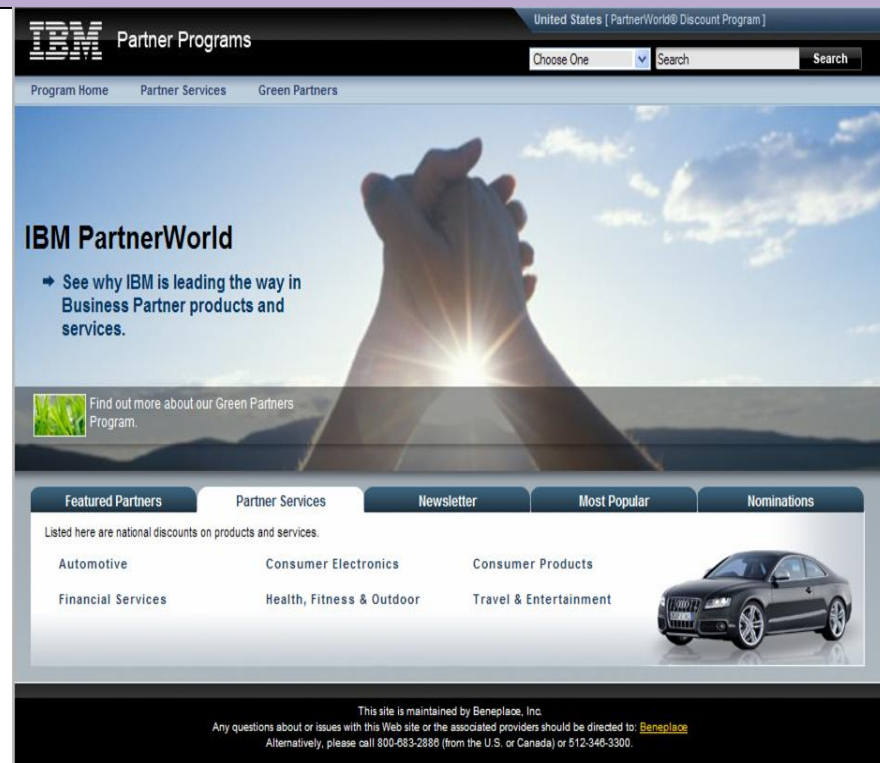 United States [ PartnerWorld® Discount Program ]
IBM
Partner Programs
Choose One
Search
Search
Program Home
Partner Services
Green Partners
IBM PartnerWorld
See why IBM is leading the way in
Business Partner products and
services.
Find out more about our Green Partners
Program.
Featured Partners
Partner Services
Newsletter
Most Popular
Nominations
Listed here are national discounts on products and services.
Automotive
Consumer Electronics
Consumer Products
Financial Services
Health, Fitness & Outdoor
Travel & Entertainment
This site is maintained by Beneplace, Inc.
Any questions about or issues with this Web site or the associated providers should be directed to: Beneplace
Alternatively, please call 800-683-2886 (from the U.S. or Canada) or 512-346-3300.